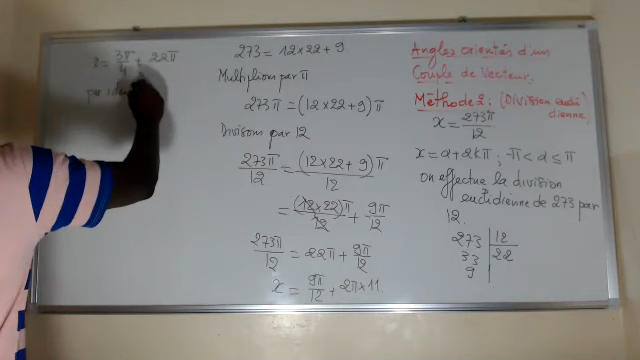 Angles orientés d'un
Couple de Vecteur.
Méthode 2: (Division eucli
dienne)
x = 273π/12
x = α + 2kπ ; -π < α ≤ π
on effectue la division
euclidienne de 273 par
12.
273 | 12
33 | 22
9
273 = 12×22 + 9
Multiplions par π
273π = (12×22 + 9)π
Divisons par 12
273π/12 = (12×22 + 9)π/12
= (12×22)π/12 + 9π/12
273π/12 = 22π + 9π/12
x = 9π/12 + 2π×11
x = 3π/4 + 22π
par iden